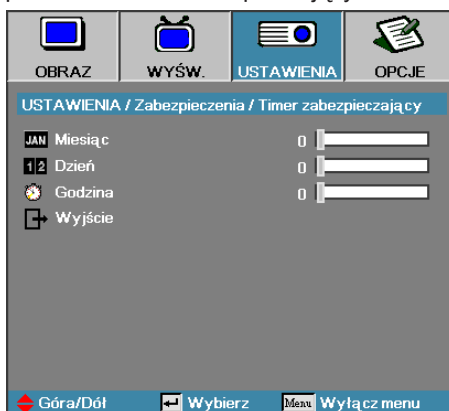 OBRAZ WYŚW. USTAWIENIA OPCJE
USTAWIENIA / Zabezpieczenia / Timer zabezpieczający
JAN Miesiąc 0
12 Dzień 0
Godzina 0
Wyjście
Góra/Dół Wybierz Menu Wyłącz menu